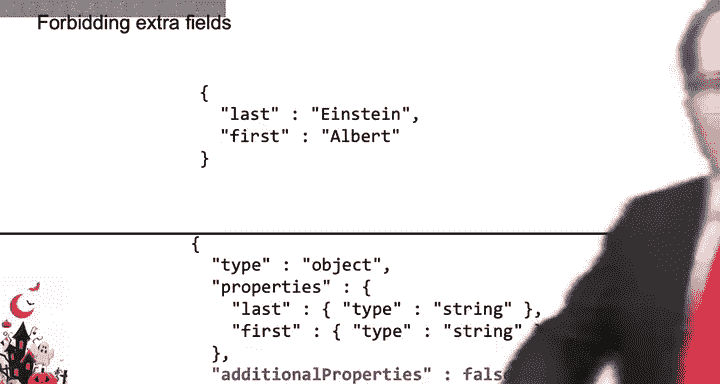 Forbidding extra fields
{
"last" : "Einstein",
"first" : "Albert"
}
{
"type" : "object",
"properties" : {
"last" : { "type" : "string" },
"first" : { "type" : "string"
},
"additionalProperties" :